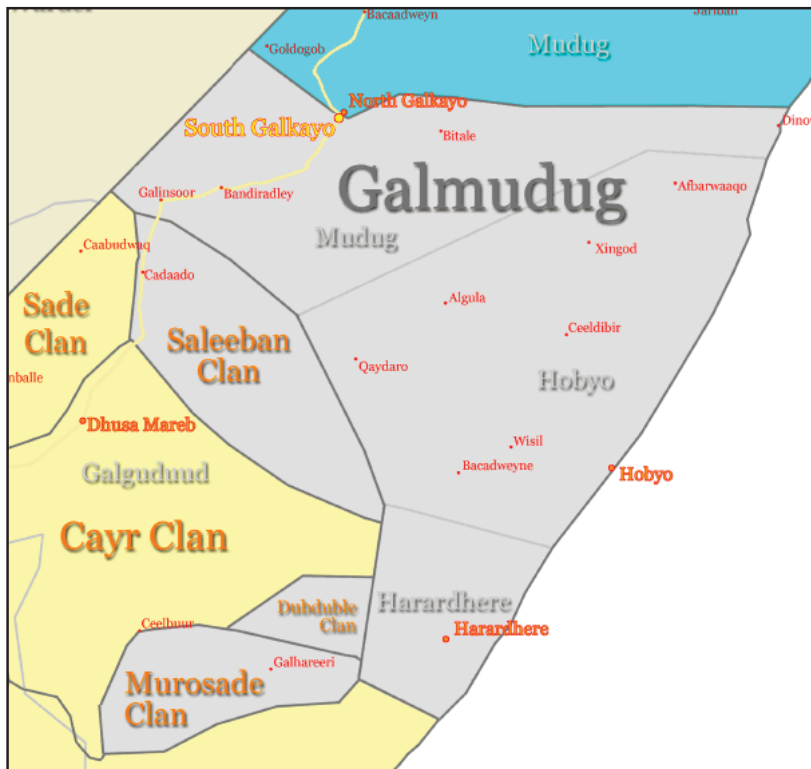 Bacaadweyn
Jariban
Goldogob
Mudug
North Galkayo
South Galkayo
Bitale
Galmudug
Galinsoor
Bandiradley
Afbarwaaqo
Mudug
Caabudwaq
Xingod
Cadaado
Sade
Clan
Algula
Saleeban
Clan
Ceeldibir
Qaydaro
Hobyo
Dhusa Mareb
Wisil
Galguduud
Bacadweyne
Hobyo
Cayr Clan
Dubduble
Clan
Harardhere
Ceelbuur
Harardhere
Galhareeri
Murosade
Clan